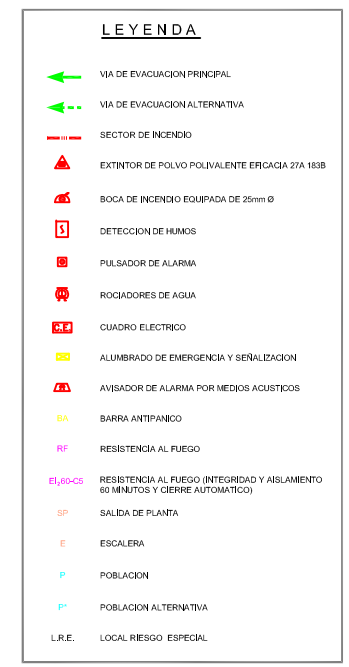 LEYENDA
VIA DE EVACUACION PRINCIPAL
VIA DE EVACUACION ALTERNATIVA
SECTOR DE INCENDIO
EXTINTOR DE POLVO POLIVALENTE EFICACIA 27A 183B
BOCA DE INCENDIO EQUIPADA DE 25mm Ø
DETECCION DE HUMOS
PULSADOR DE ALARMA
ROCIADORES DE AGUA
C.E. CUADRO ELECTRICO
ALUMBRADO DE EMERGENCIA Y SEÑALIZACION
AVISADOR DE ALARMA POR MEDIOS ACUSTICOS
BA BARRA ANTIPANICO
RF RESISTENCIA AL FUEGO
EI₂60-C5 RESISTENCIA AL FUEGO (INTEGRIDAD Y AISLAMIENTO
60 MINUTOS Y CIERRE AUTOMATICO)
SP SALIDA DE PLANTA
E ESCALERA
P POBLACION
P* POBLACION ALTERNATIVA
L.R.E. LOCAL RIESGO ESPECIAL